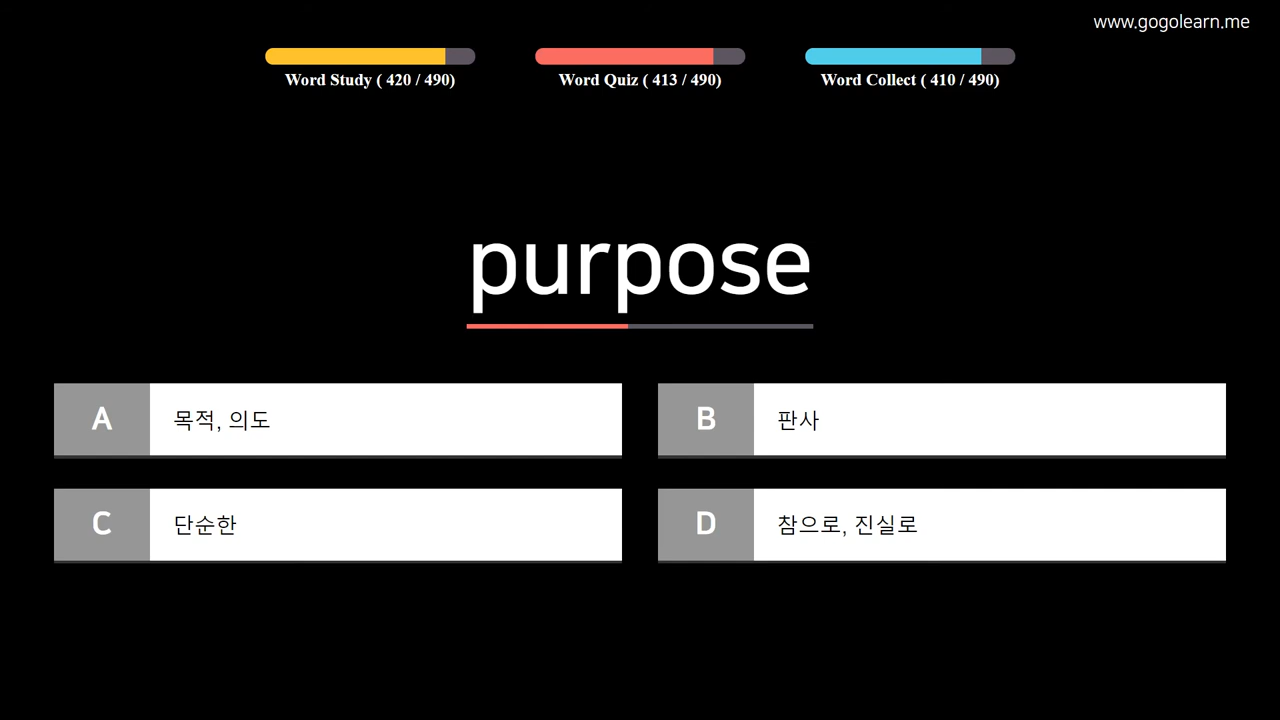 www.gogolearn.me
Word Study ( 420 / 490)
Word Quiz ( 413 / 490)
Word Collect ( 410 / 490)
purpose
A 목적, 의도
B 판사
C 단순한
D 참으로, 진실로